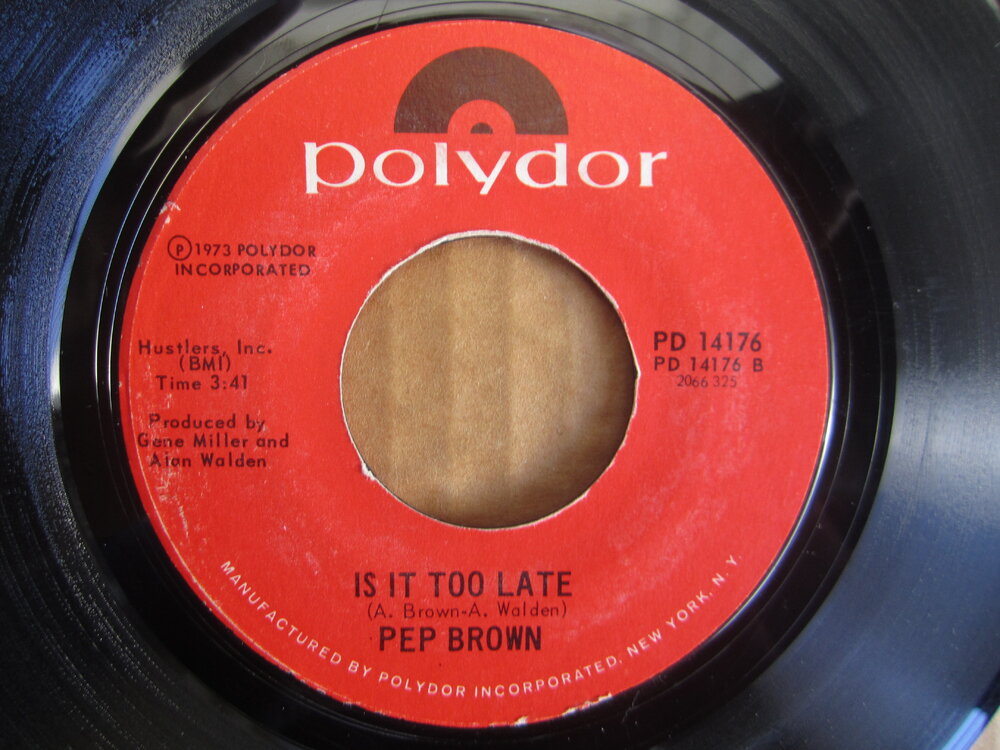 polydor
Ⓟ 1973 POLYDOR
INCORPORATED
Hustlers, Inc.
(BMI)
Time 3:41
Produced by
Gene Miller and
Alan Walden
PD 14176
PD 14176 B
2066 325
IS IT TOO LATE
(A. Brown-A. Walden)
PEP BROWN
MANUFACTURED BY POLYDOR INCORPORATED, NEW YORK, N. Y.